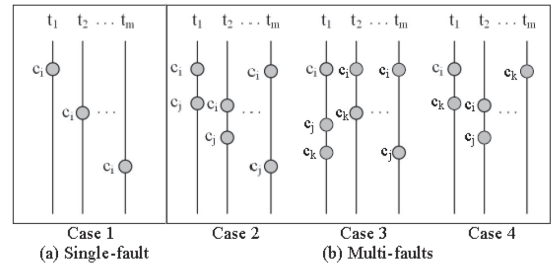 t1 t2 ... tm t1 t2 ... tm t1 t2 ... tm t1 t2 ... tm
ci ci ci ci ci ci ci ck
cj ci ... ck ck ci ...
ci ... cj cj
cj ck cj
ci cj
Case 1 Case 2 Case 3 Case 4
(a) Single-fault (b) Multi-faults